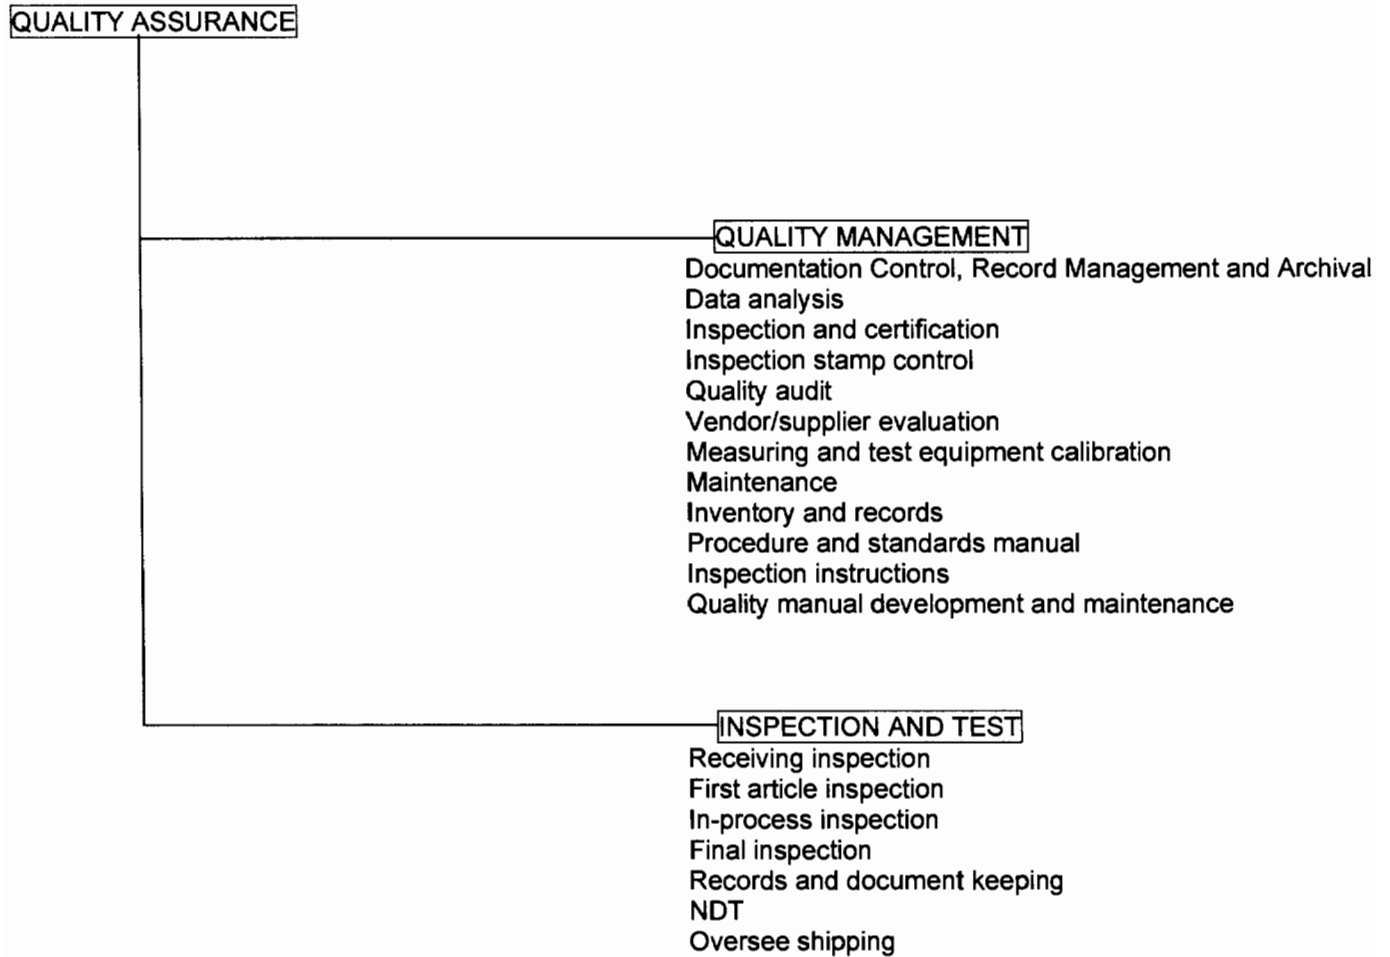 QUALITY ASSURANCE
QUALITY MANAGEMENT
Documentation Control, Record Management and Archival
Data analysis
Inspection and certification
Inspection stamp control
Quality audit
Vendor/supplier evaluation
Measuring and test equipment calibration
Maintenance
Inventory and records
Procedure and standards manual
Inspection instructions
Quality manual development and maintenance
INSPECTION AND TEST
Receiving inspection
First article inspection
In-process inspection
Final inspection
Records and document keeping
NDT
Oversee shipping